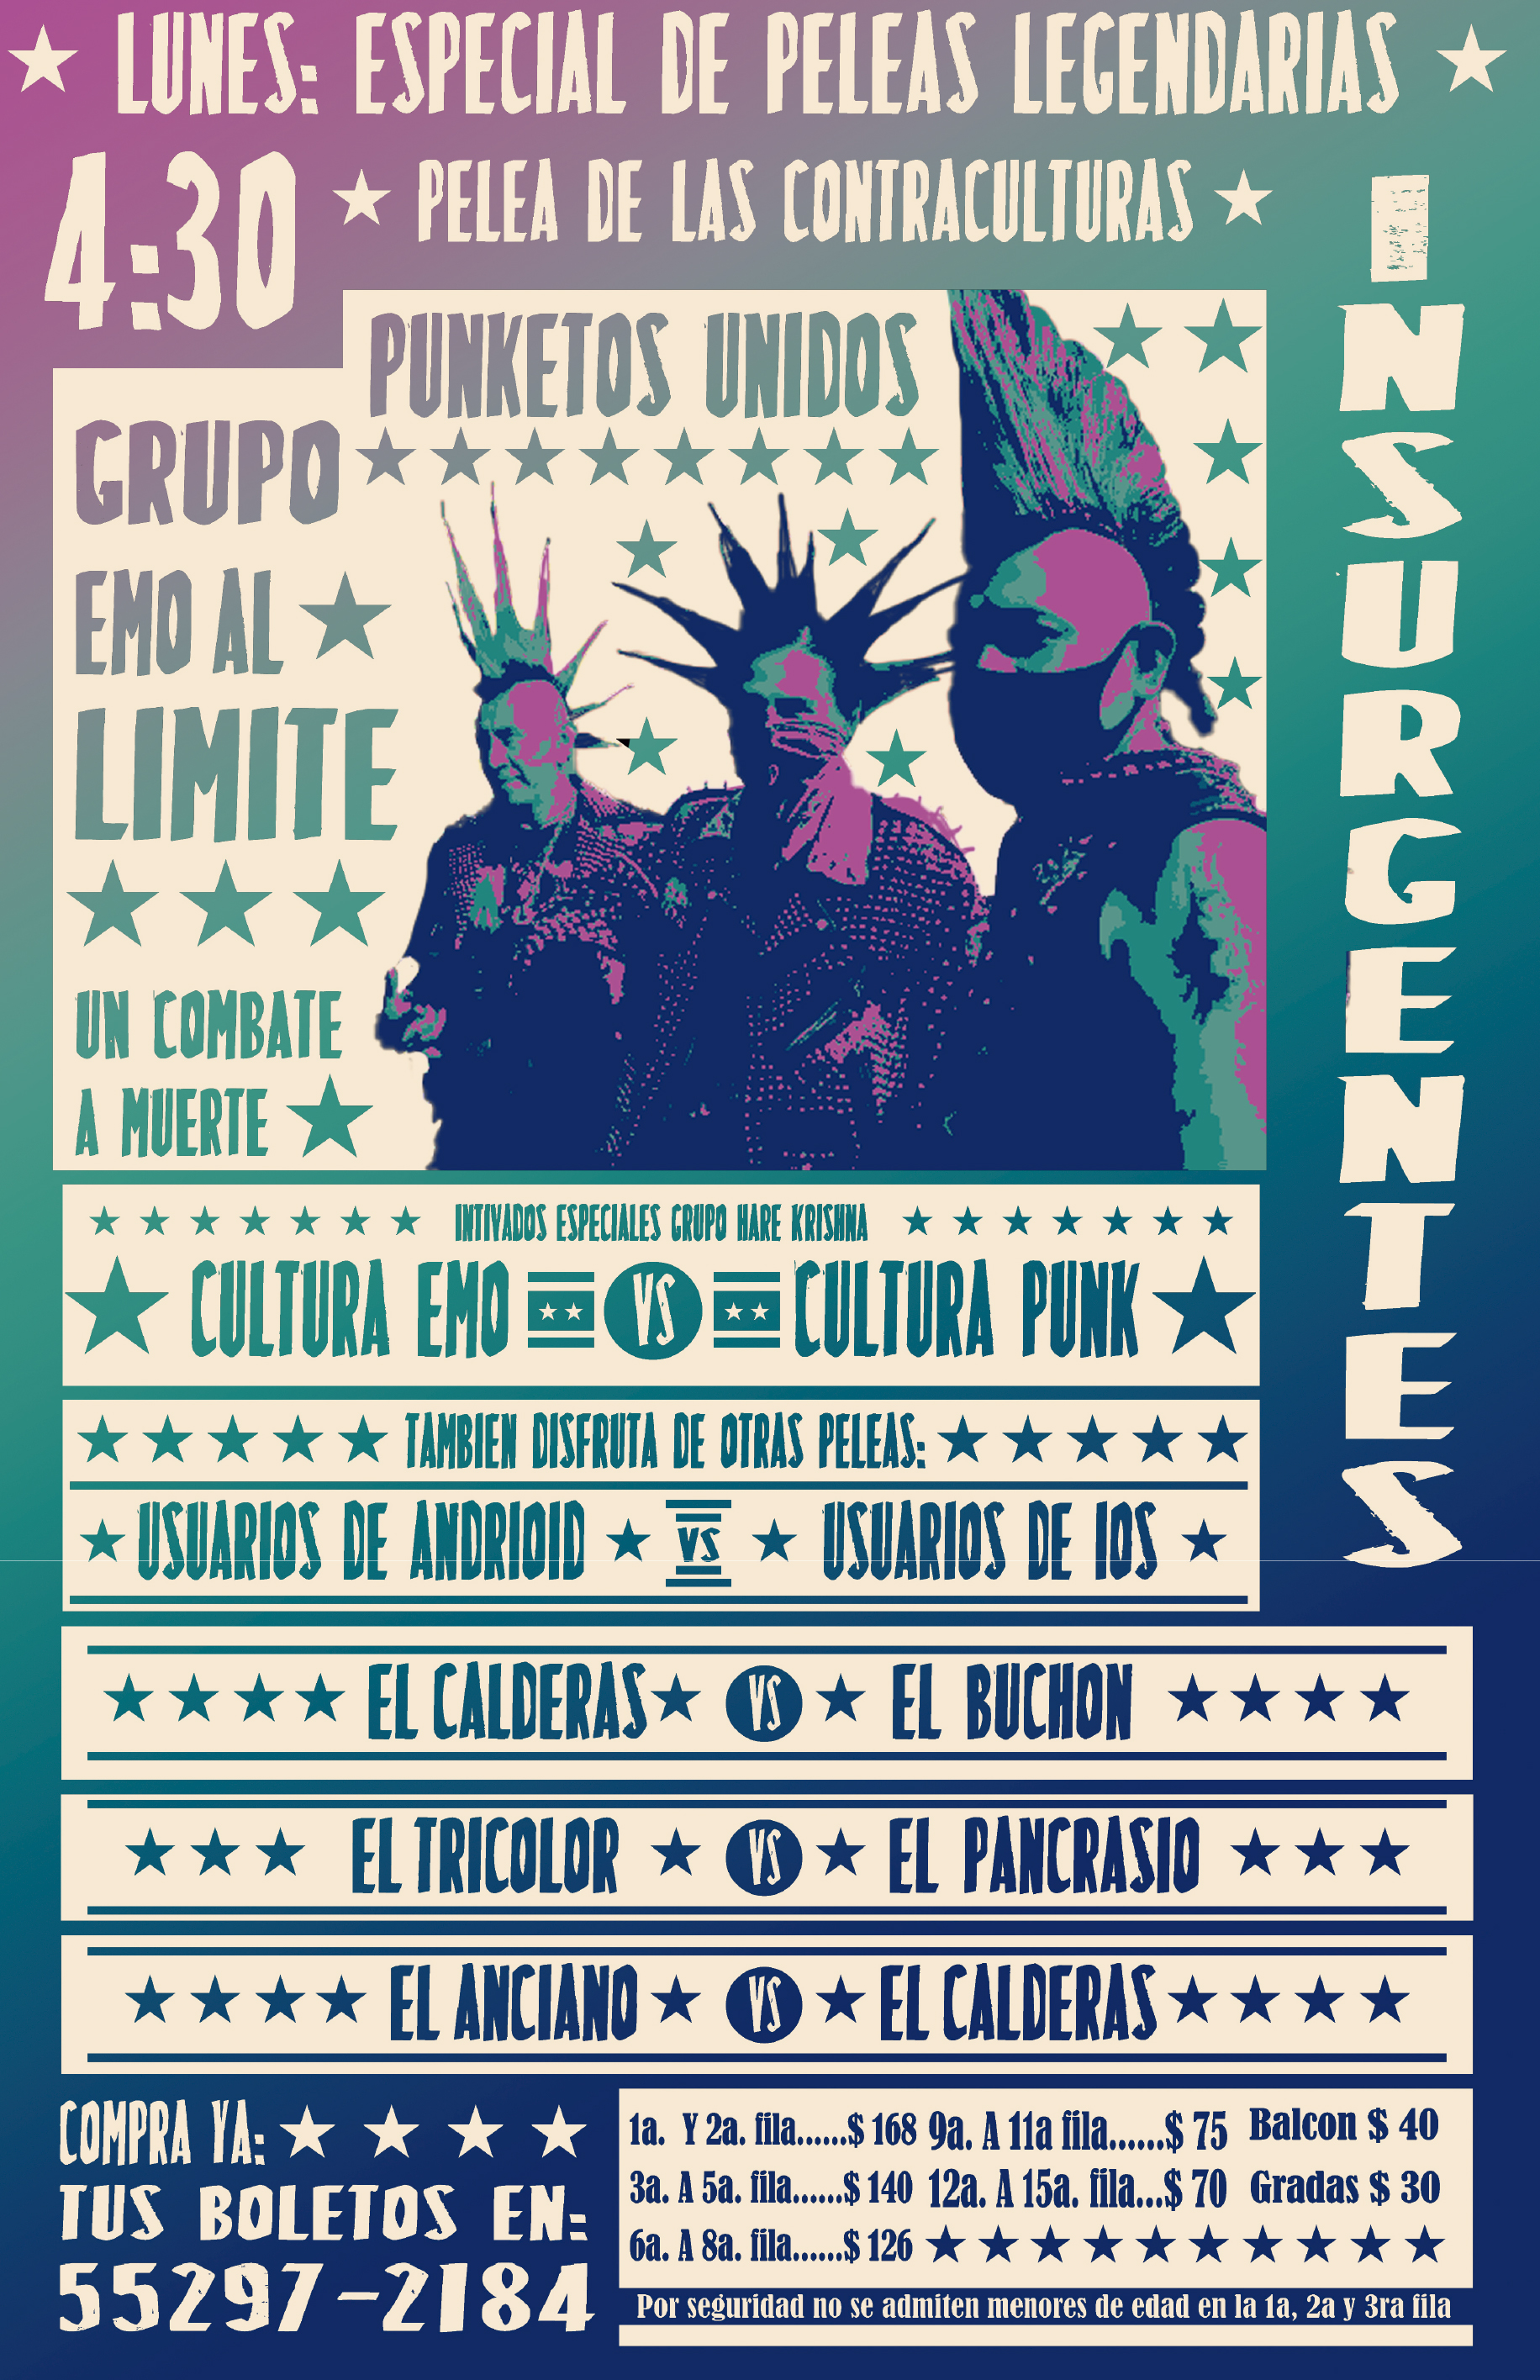 LUNES: ESPECIAL DE PELEAS LEGENDARIAS
4:30
PELEA DE LAS CONTRACULTURAS
INSURGENTES
PUNKETOS UNIDOS
GRUPO
EMO AL
LIMITE
UN COMBATE
A MUERTE
INTIVADOS ESPECIALES GRUPO HARE KRISHNA
CULTURA EMO VS CULTURA PUNK
TAMBIEN DISFRUTA DE OTRAS PELEAS:
USUARIOS DE ANDRIOID VS USUARIOS DE IOS
EL CALDERAS VS EL BUCHON
EL TRICOLOR VS EL PANCRASIO
EL ANCIANO VS EL CALDERAS
COMPRA YA:
TUS BOLETOS EN:
55297-2184
1a. Y 2a. fila......$ 168 9a. A 11a fila......$ 75 Balcon $ 40
3a. A 5a. fila......$ 140 12a. A 15a. fila...$ 70 Gradas $ 30
6a. A 8a. fila......$ 126
Por seguridad no se admiten menores de edad en la 1a, 2a y 3ra fila